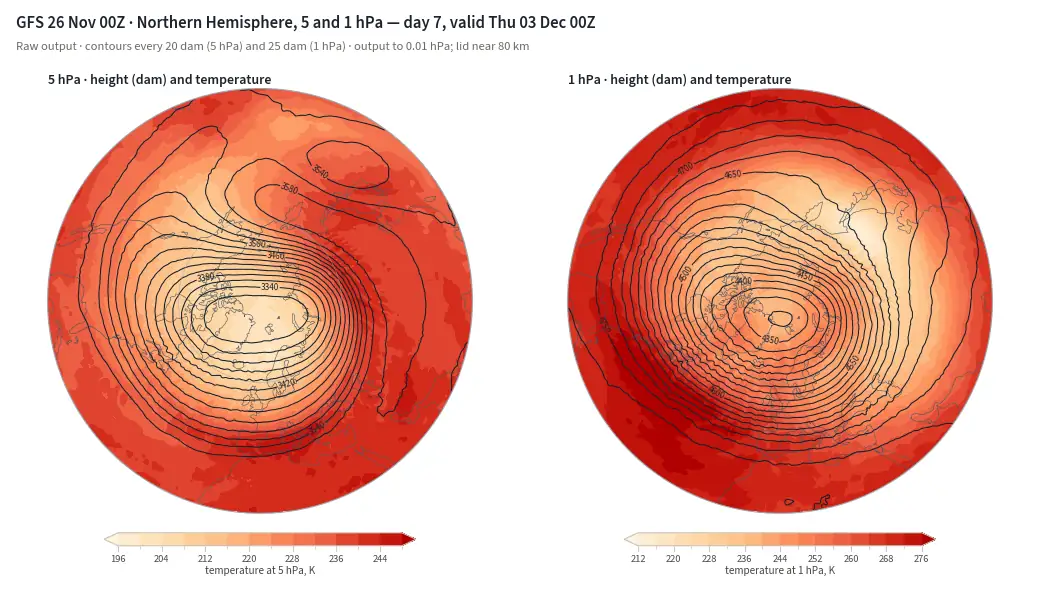 GFS 26 Nov 00Z · Northern Hemisphere, 5 and 1 hPa — day 7, valid Thu 03 Dec 00Z
Raw output · contours every 20 dam (5 hPa) and 25 dam (1 hPa) · output to 0.01 hPa; lid near 80 km
5 hPa · height (dam) and temperature
1 hPa · height (dam) and temperature
3540
3580
3460
3340
3420
4700
4650
4600
4400
4450
4350
4550
196 204 212 220 228 236 244
temperature at 5 hPa, K
212 220 228 236 244 252 260 268 276
temperature at 1 hPa, K